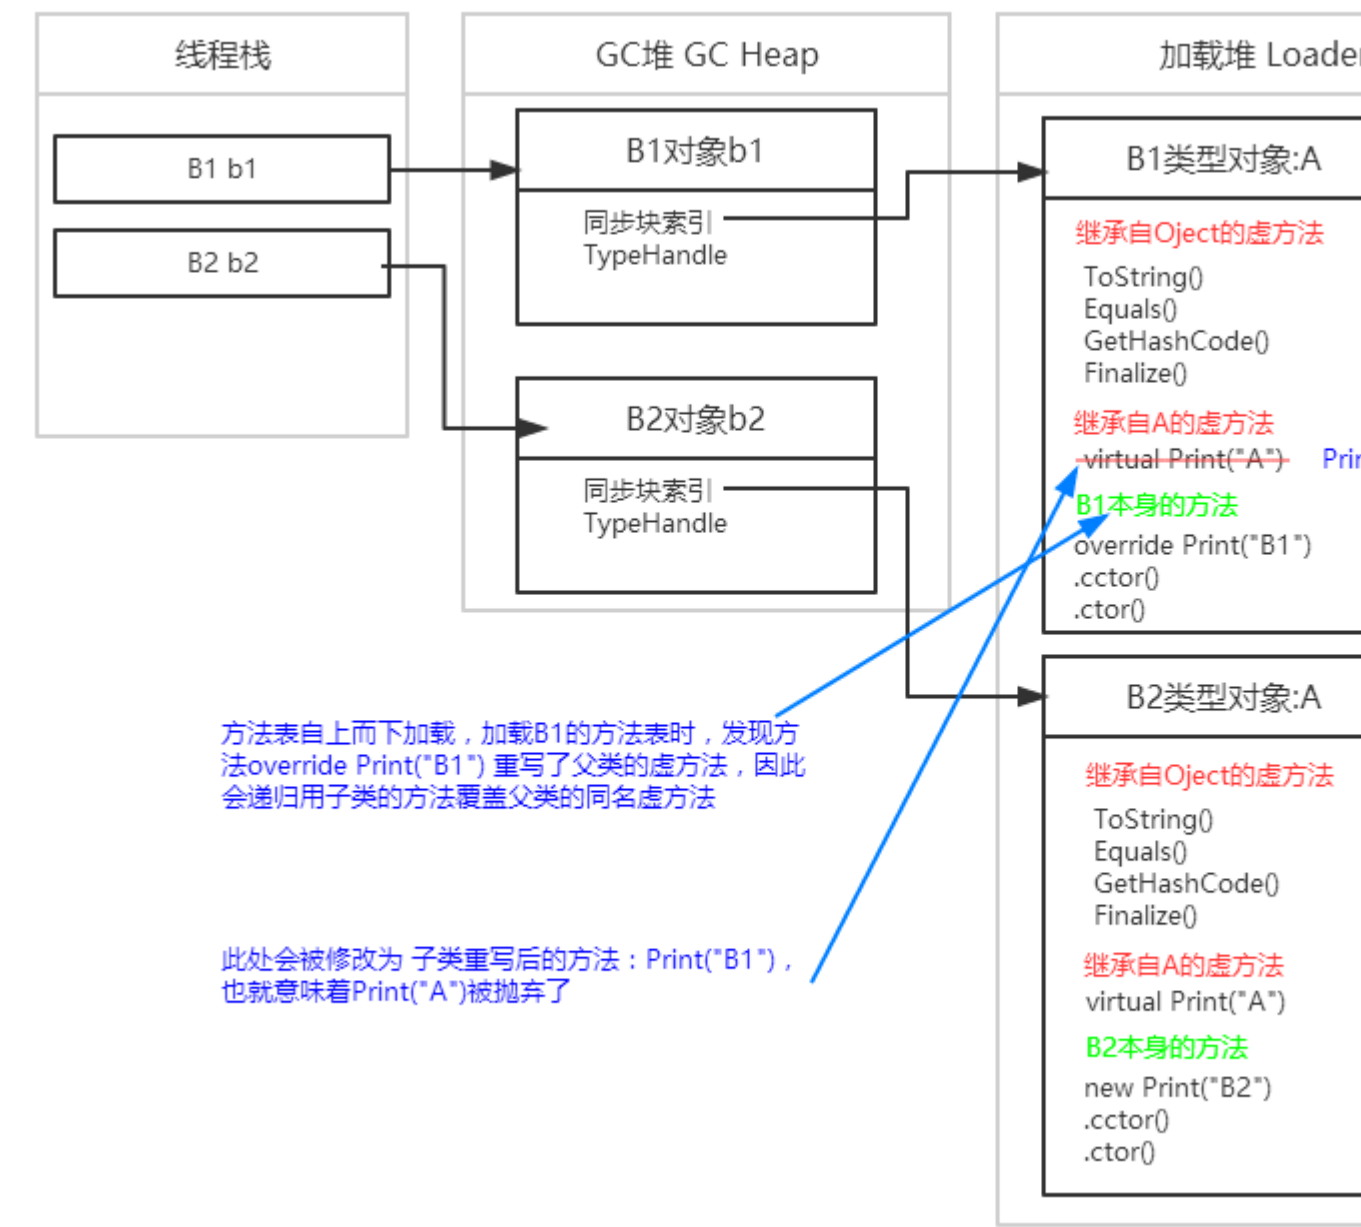 线程栈
B1 b1
B2 b2
GC堆 GC Heap
B1对象b1
同步块索引
TypeHandle
B2对象b2
同步块索引
TypeHandle
加载堆 Loader
B1类型对象:A
继承自Oject的虚方法
ToString()
Equals()
GetHashCode()
Finalize()
继承自A的虚方法
virtual Print("A")
B1本身的方法
override Print("B1")
.cctor()
.ctor()
B2类型对象:A
继承自Oject的虚方法
ToString()
Equals()
GetHashCode()
Finalize()
继承自A的虚方法
virtual Print("A")
B2本身的方法
new Print("B2")
.cctor()
.ctor()
方法表自上而下加载，加载B1的方法表时，发现方
法override Print("B1") 重写了父类的虚方法，因此
会递归用子类的方法覆盖父类的同名虚方法
此处会被修改为 子类重写后的方法：Print("B1")，
也就意味着Print("A")被抛弃了